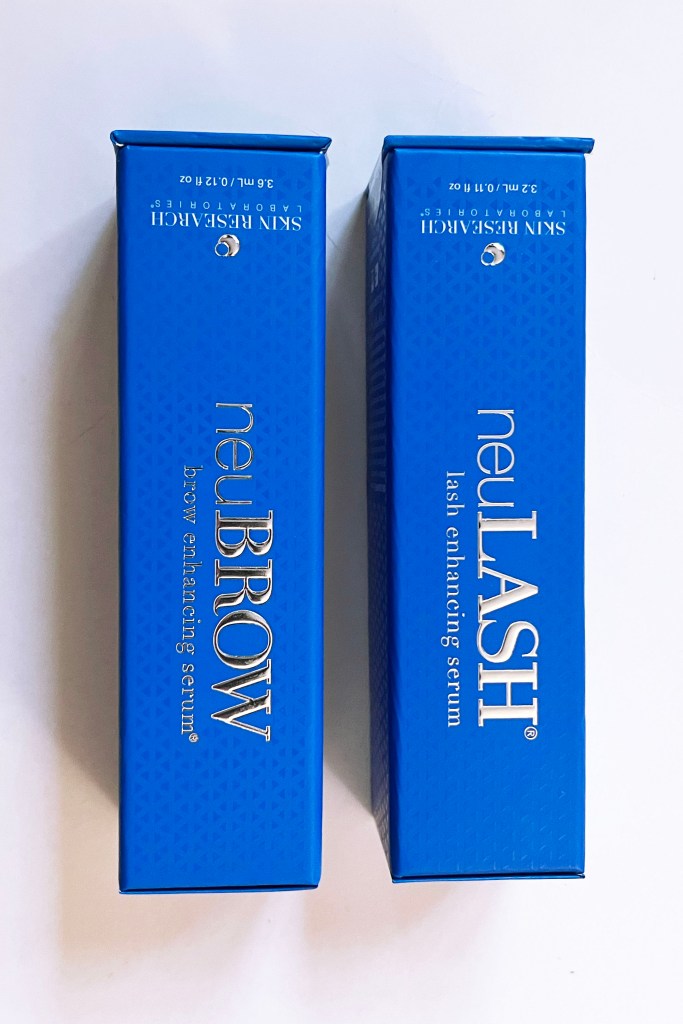 3.6 mL / 0.12 fl oz
SKIN RESEARCH
LABORATORIES®
neuBROW
brow enhancing serum®
3.2 mL / 0.11 fl oz
SKIN RESEARCH
LABORATORIES®
neuLASH®
lash enhancing serum